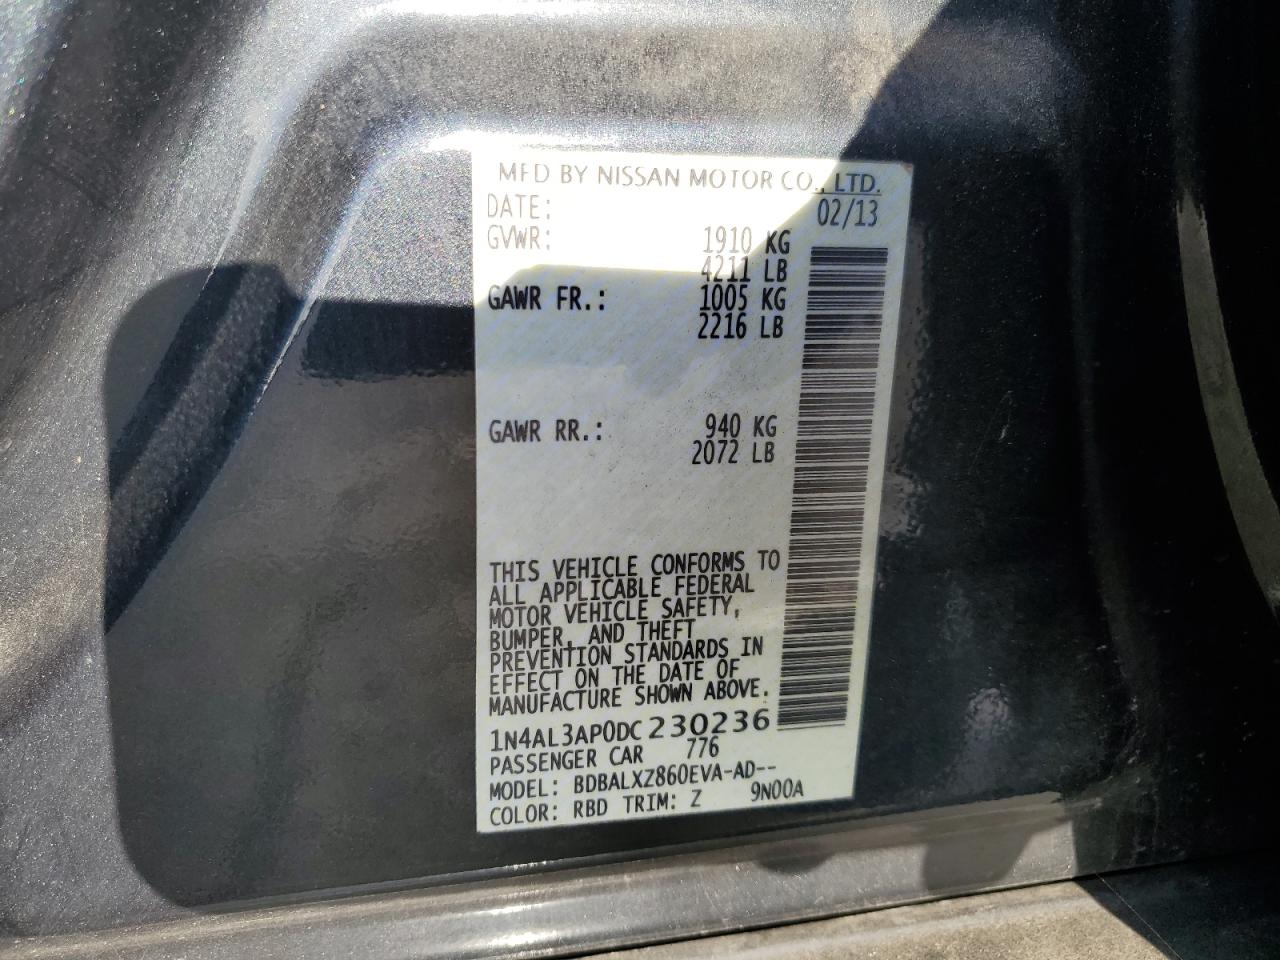 MFD BY NISSAN MOTOR CO., LTD.
DATE: 02/13
GVWR: 1910 KG
4211 LB
GAWR FR.: 1005 KG
2216 LB
GAWR RR.: 940 KG
2072 LB
THIS VEHICLE CONFORMS TO
ALL APPLICABLE FEDERAL
MOTOR VEHICLE SAFETY,
BUMPER, AND THEFT
PREVENTION STANDARDS IN
EFFECT ON THE DATE OF
MANUFACTURE SHOWN ABOVE.
1N4AL3AP0DC230236
PASSENGER CAR 776
MODEL: BDBALXZ860EVA-AD--
COLOR: RBD TRIM: Z 9N00A